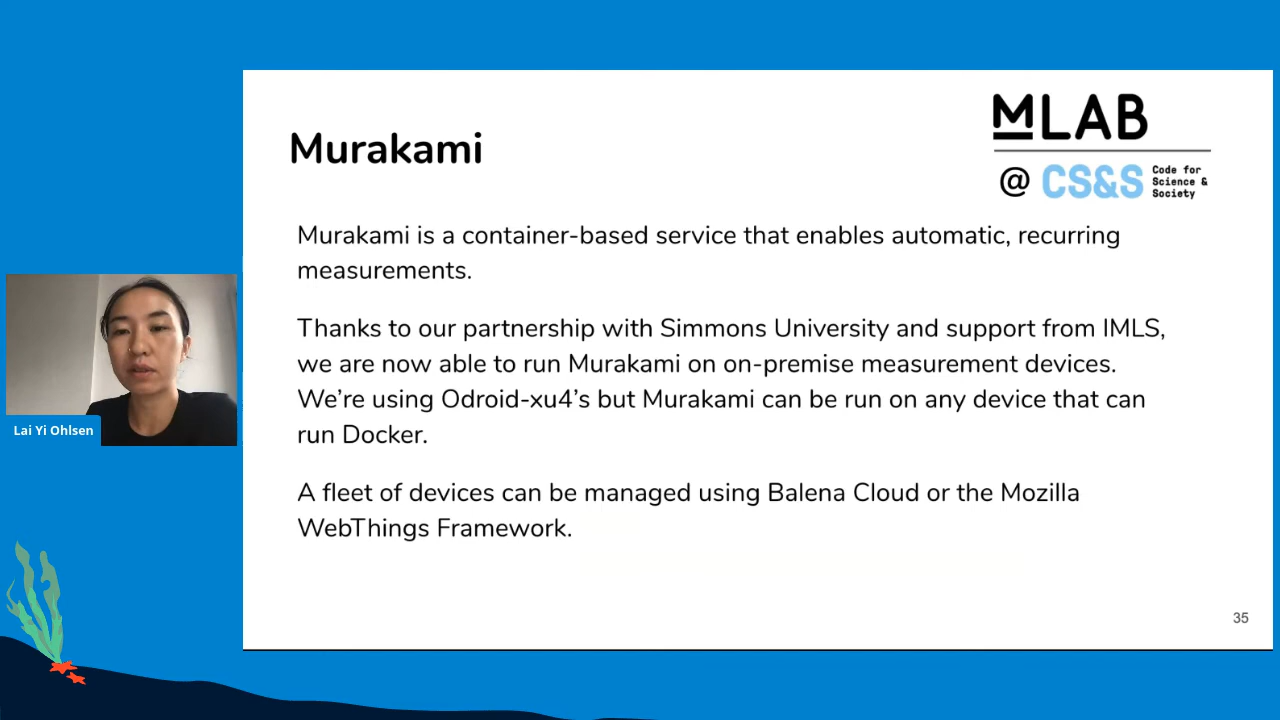 Murakami
MLAB
@ CS&S Code for
Science &
Society
Murakami is a container-based service that enables automatic, recurring
measurements.
Thanks to our partnership with Simmons University and support from IMLS,
we are now able to run Murakami on on-premise measurement devices.
We’re using Odroid-xu4’s but Murakami can be run on any device that can
run Docker.
A fleet of devices can be managed using Balena Cloud or the Mozilla
WebThings Framework.
35
Lai Yi Ohlsen